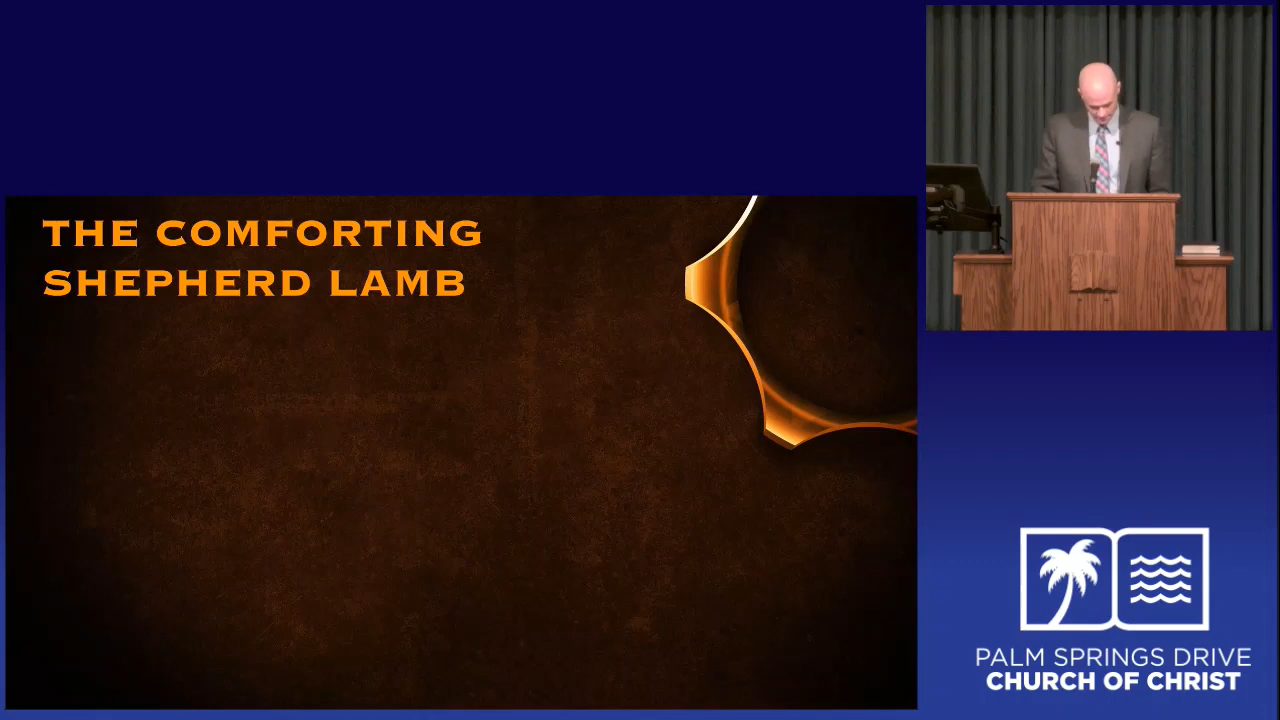 THE COMFORTING
SHEPHERD LAMB
PALM SPRINGS DRIVE
CHURCH OF CHRIST